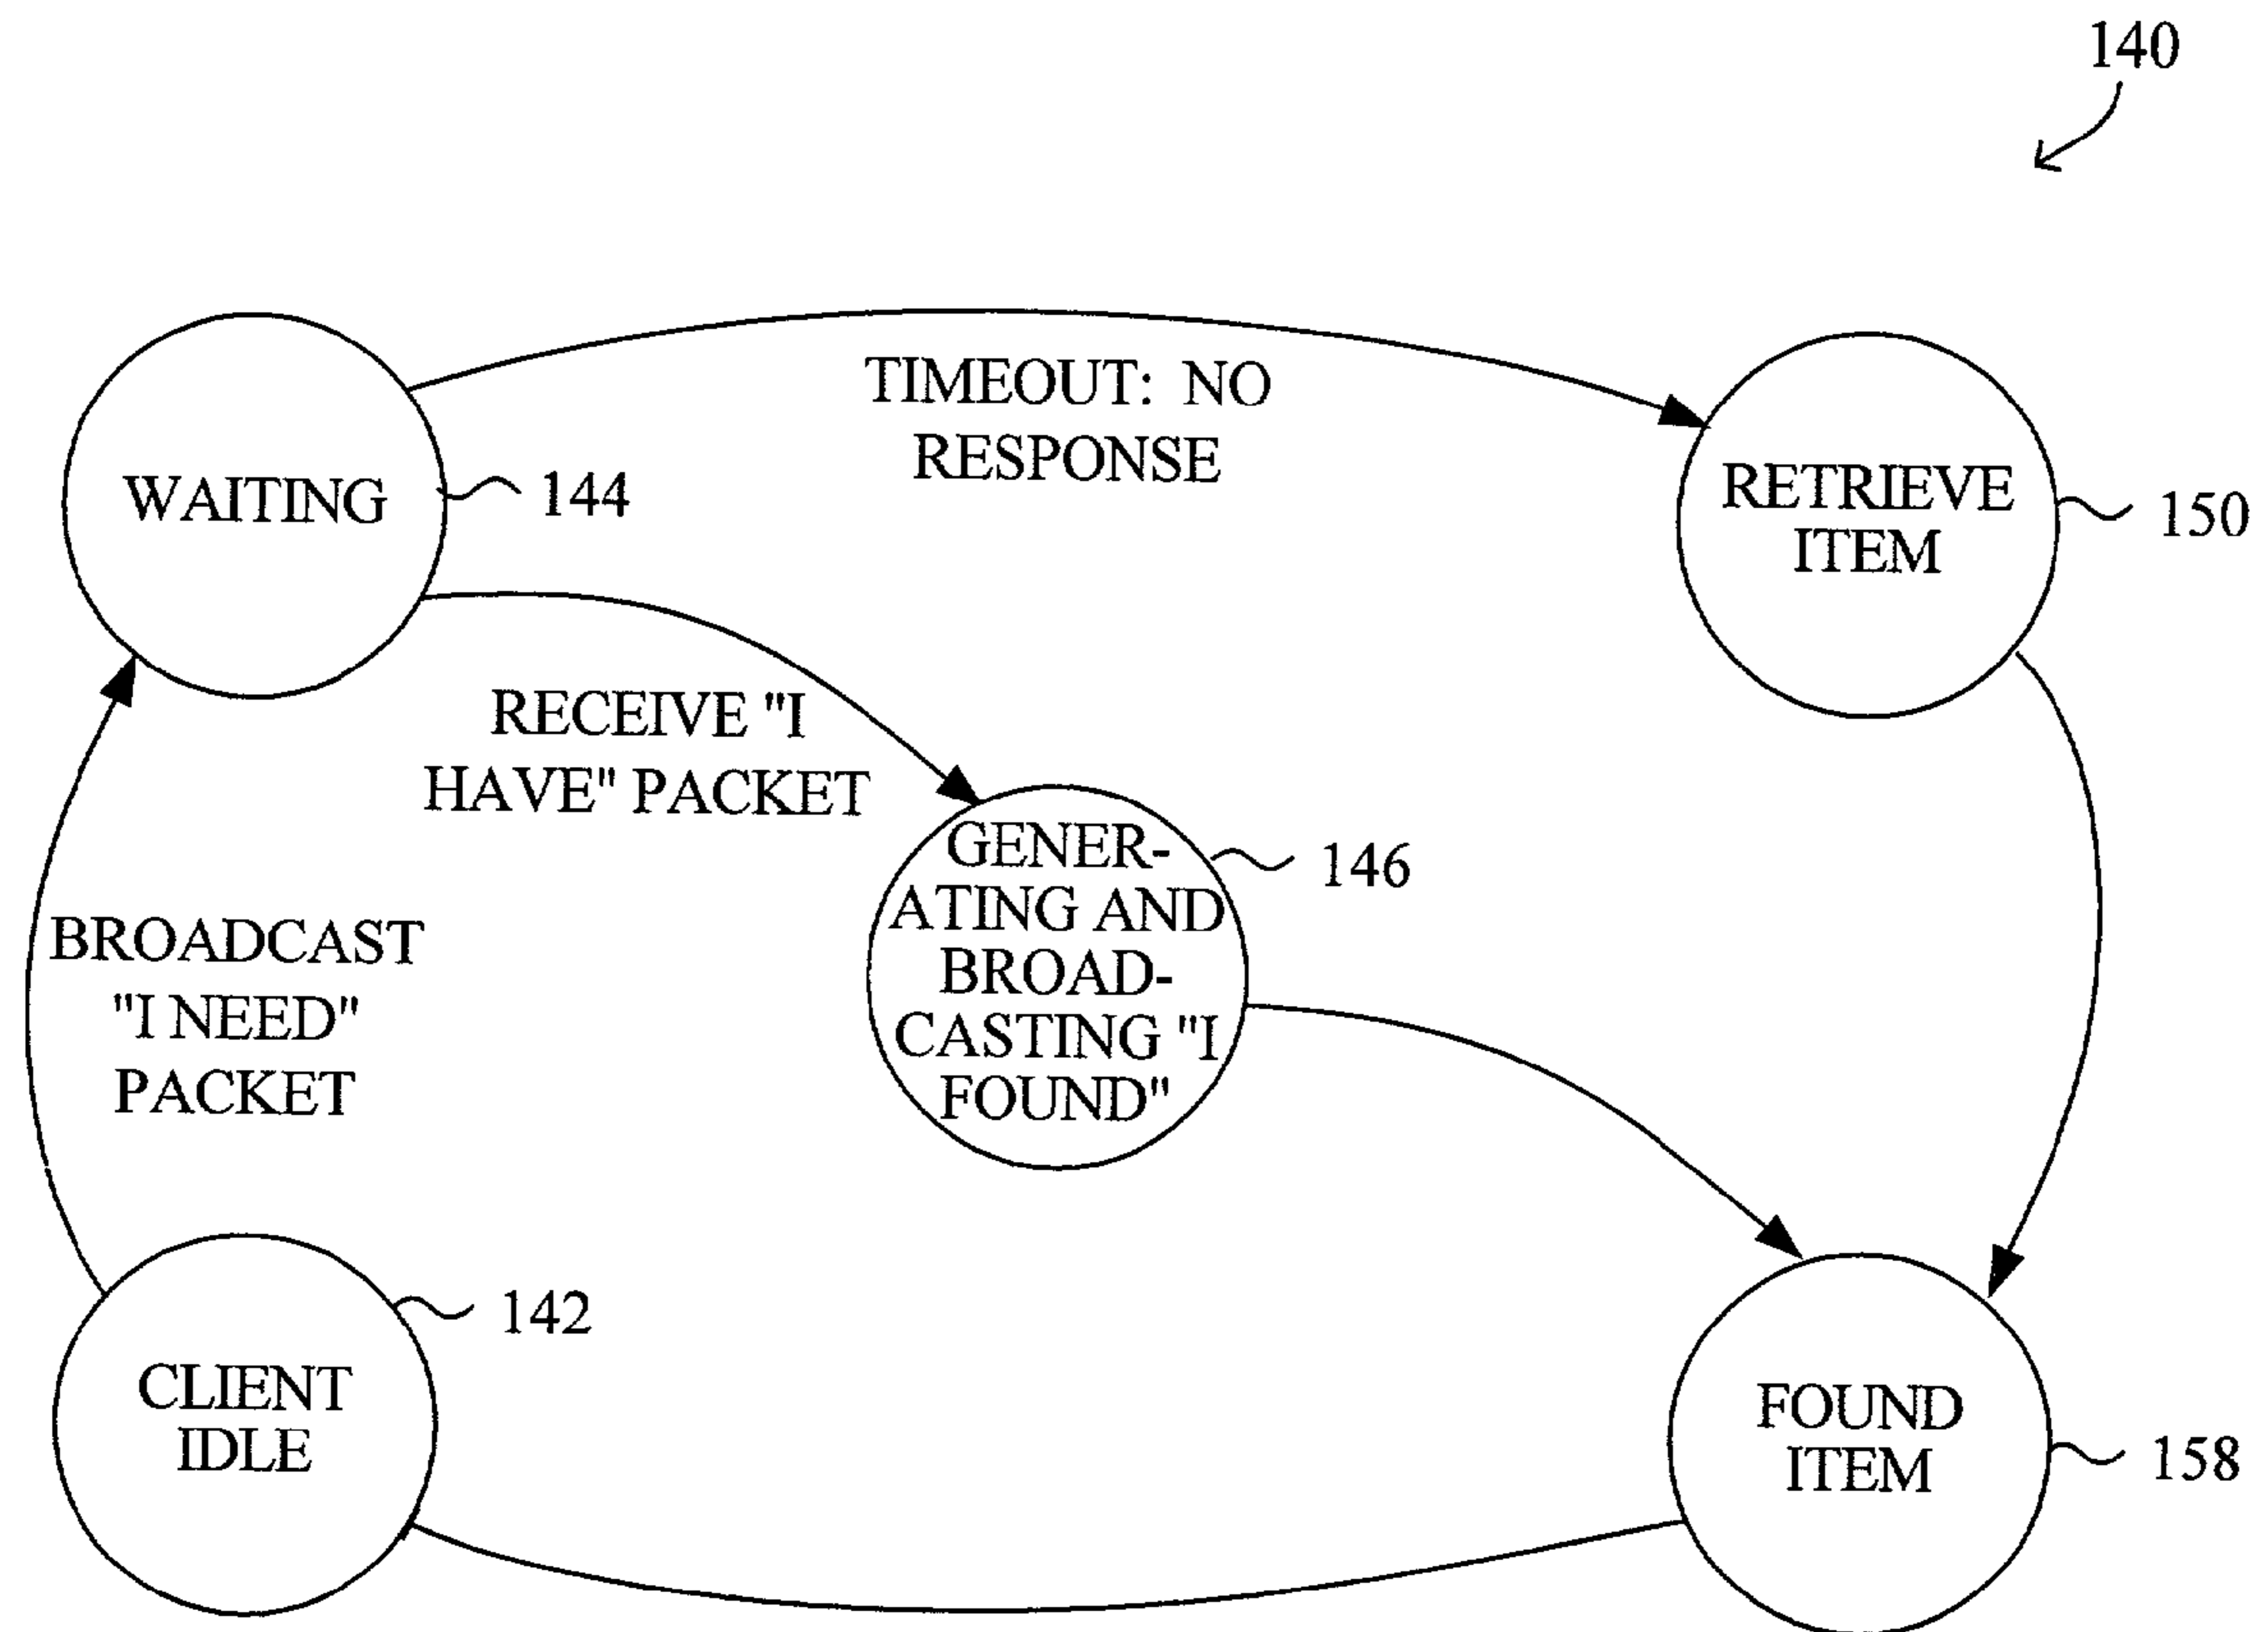 140
TIMEOUT: NO
RESPONSE
WAITING
144
RETRIEVE
ITEM
150
RECEIVE "I
HAVE" PACKET
GENER-
ATING AND
BROAD-
CASTING "I
FOUND"
146
BROADCAST
"I NEED"
PACKET
142
CLIENT
IDLE
FOUND
ITEM
158